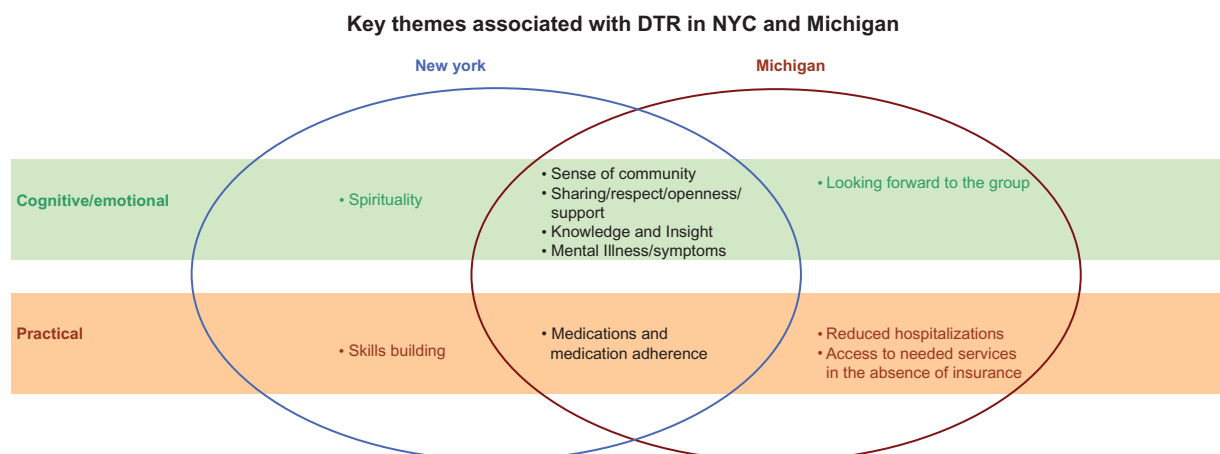 Key themes associated with DTR in NYC and Michigan
New york
Michigan
Cognitive/emotional
• Spirituality
• Sense of community
• Sharing/respect/openness/
support
• Knowledge and Insight
• Mental Illness/symptoms
• Looking forward to the group
Practical
• Skills building
• Medications and
medication adherence
• Reduced hospitalizations
• Access to needed services
in the absence of insurance